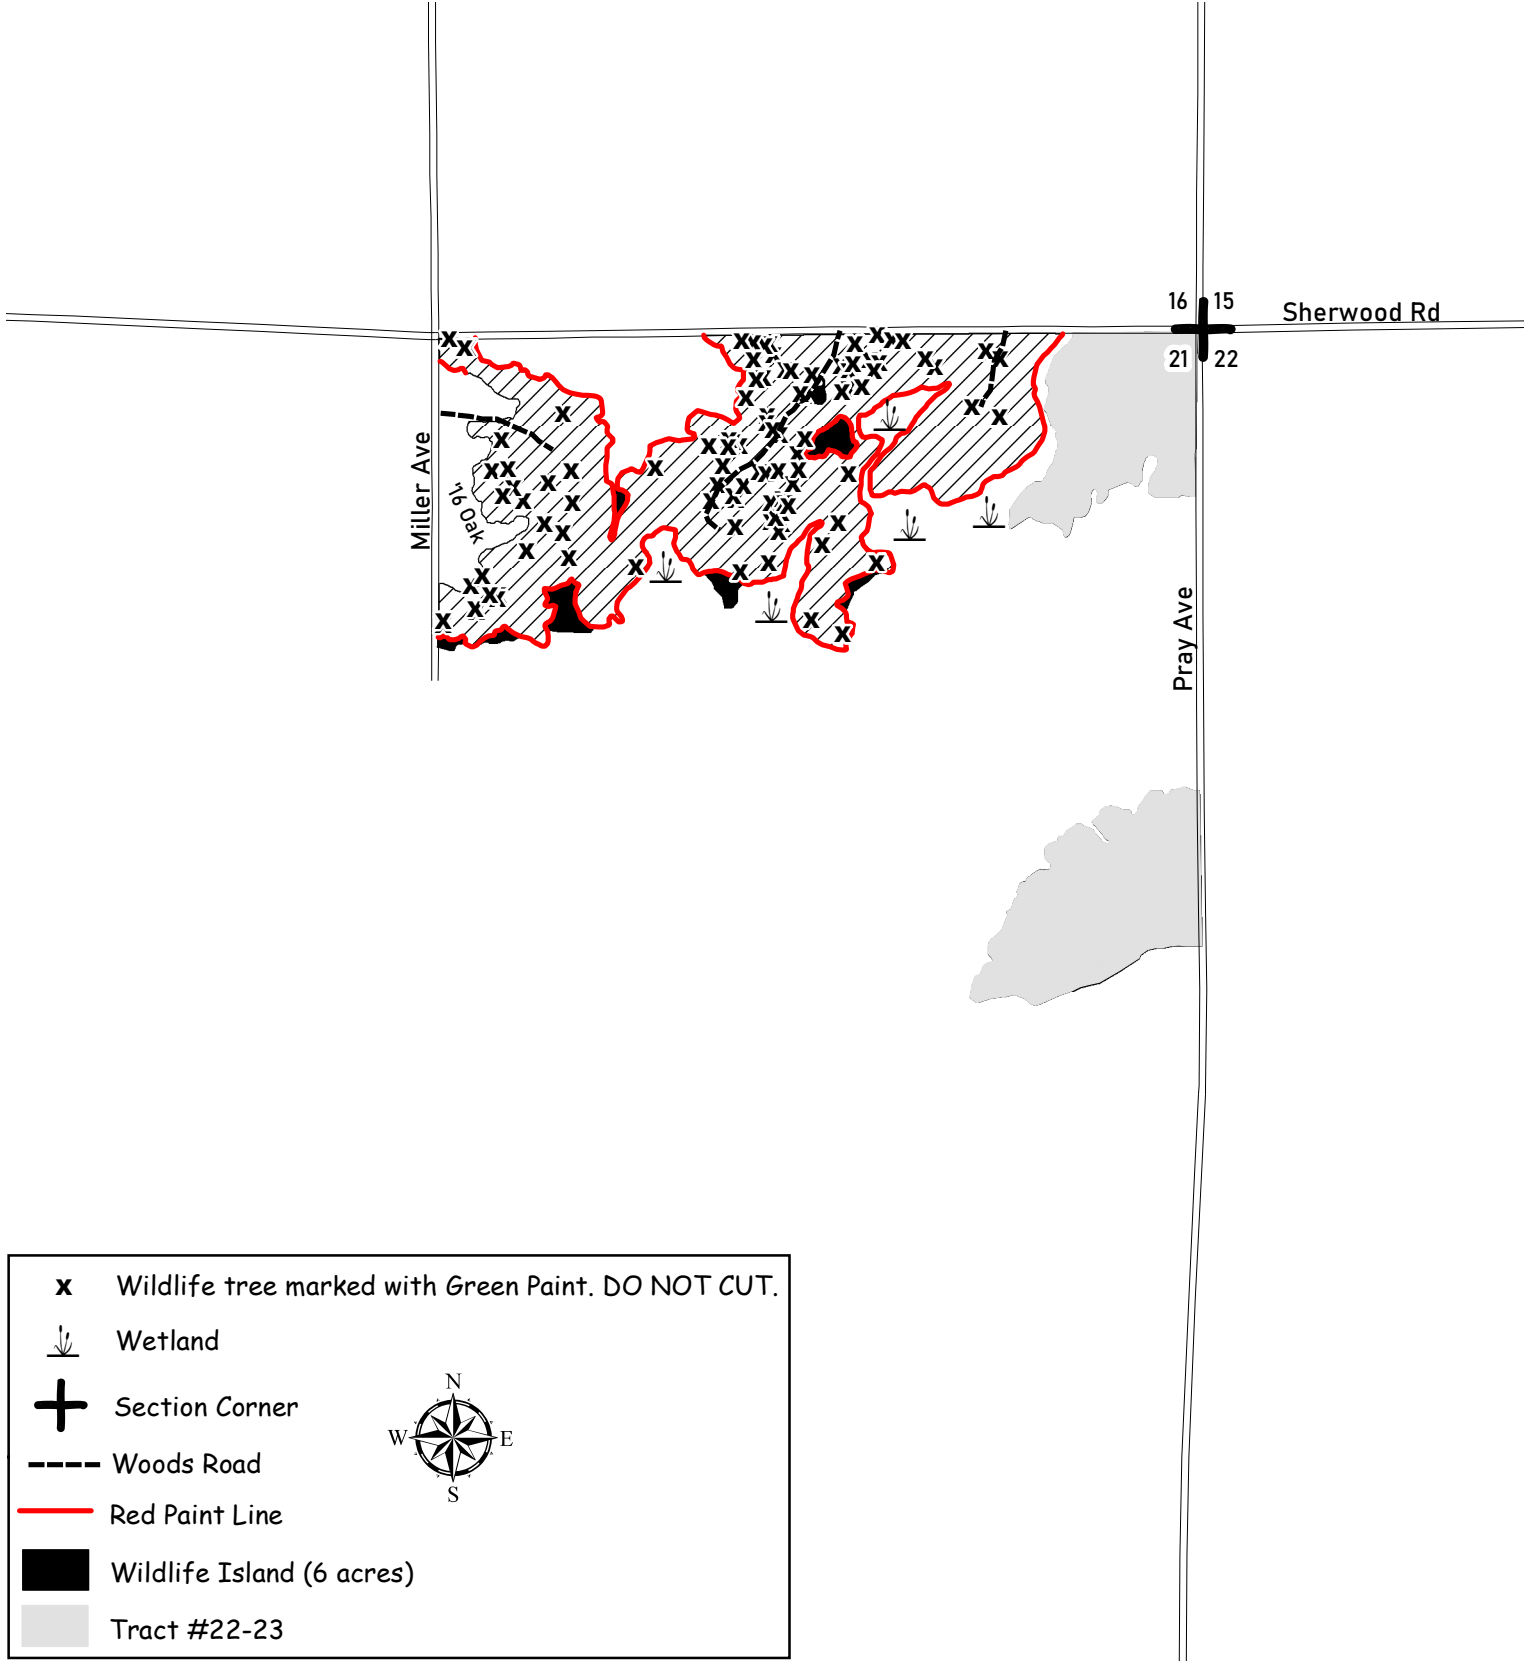 16 15
Sherwood Rd
21 22
Miller Ave
'16 Oak
Pray Ave
x Wildlife tree marked with Green Paint. DO NOT CUT.
Wetland
Section Corner
Woods Road
Red Paint Line
Wildlife Island (6 acres)
Tract #22-23
N
W E
S